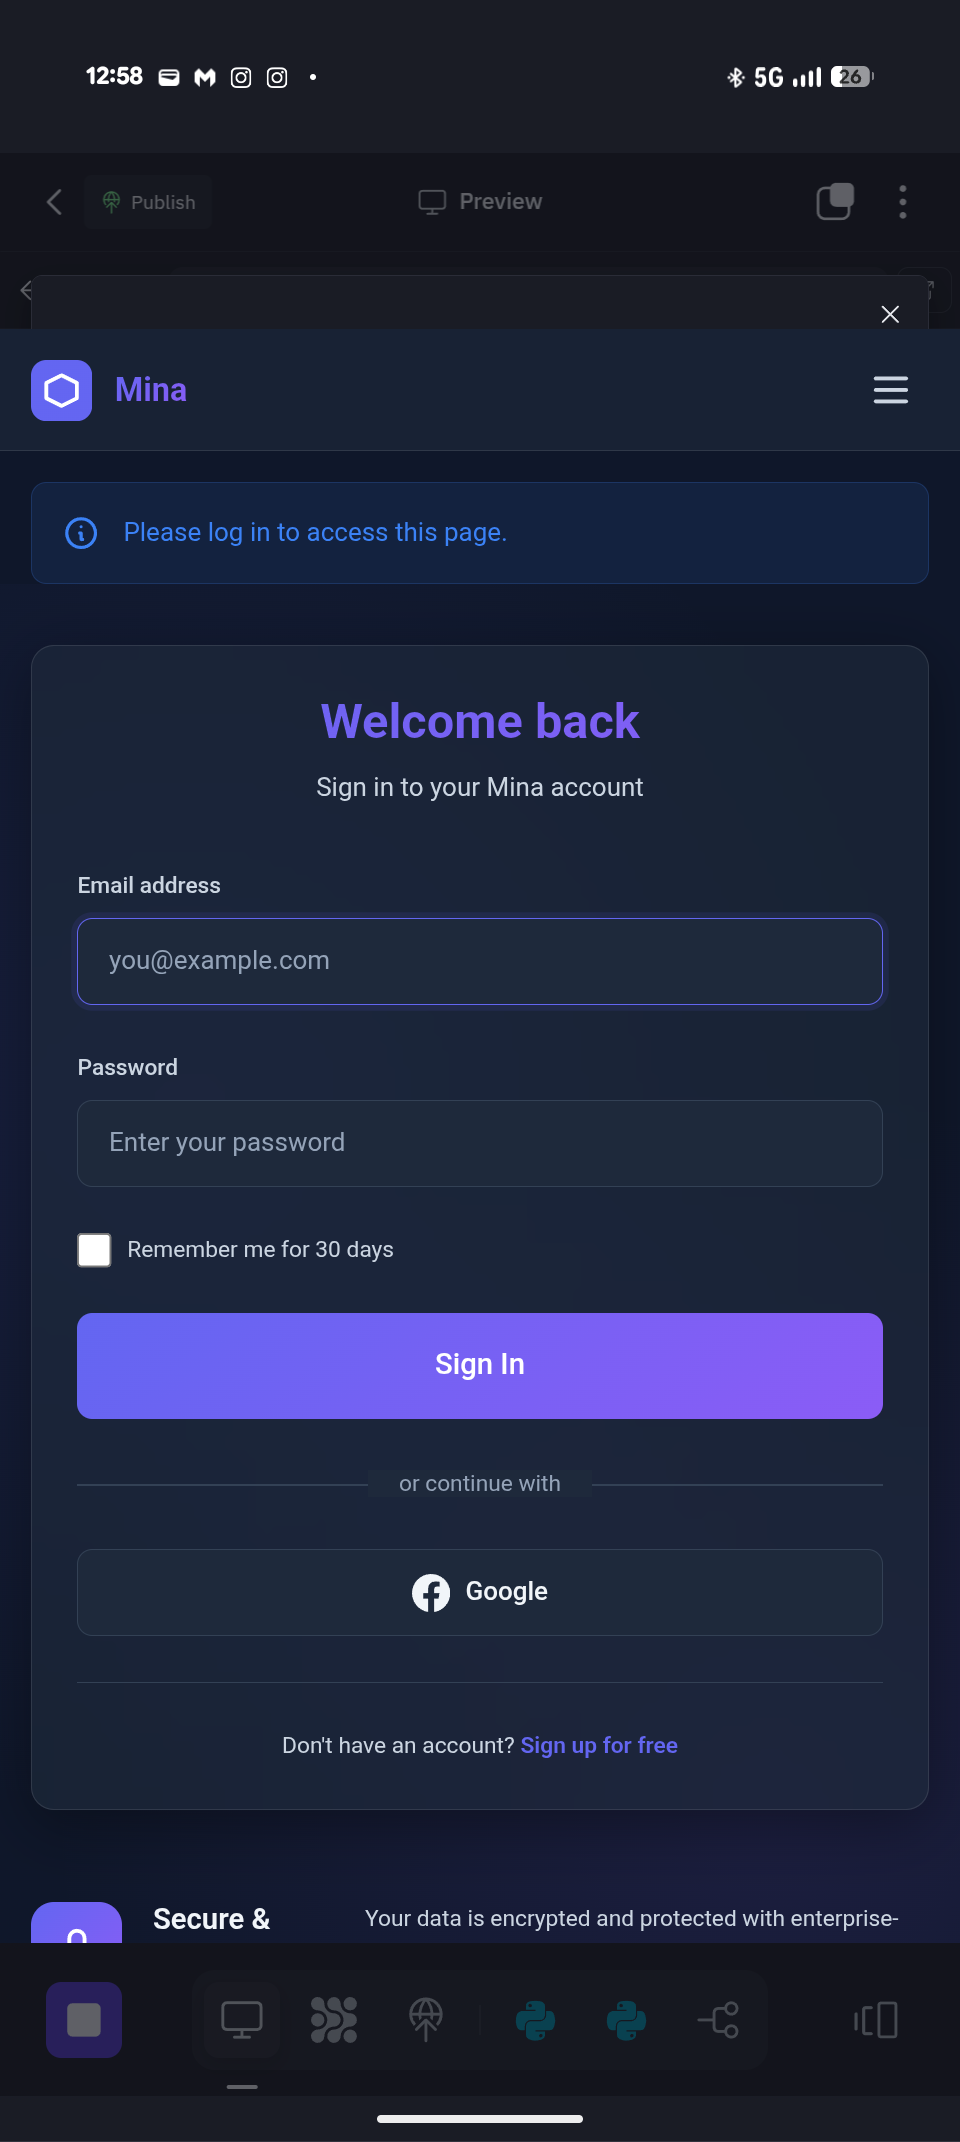 12:58
5G
26
Publish
Preview
Mina
Please log in to access this page.
Welcome back
Sign in to your Mina account
Email address
you@example.com
Password
Enter your password
Remember me for 30 days
Sign In
or continue with
Google
Don't have an account? Sign up for free
Secure &
Your data is encrypted and protected with enterprise-